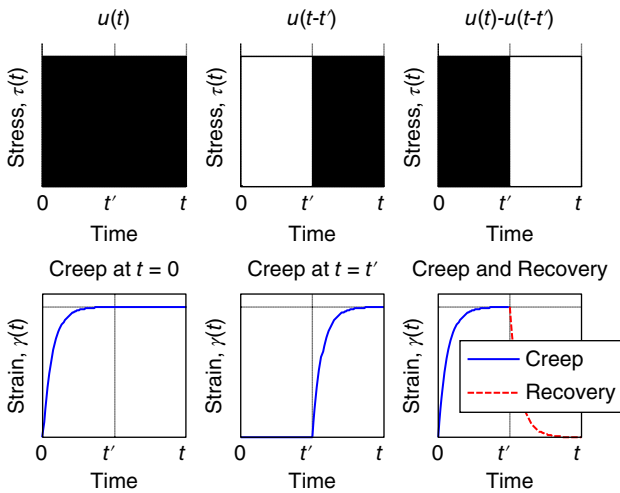 u(t)
u(t-t′)
u(t)-u(t-t′)
Stress, τ(t)
Stress, τ(t)
Stress, τ(t)
0 t′ t
0 t′ t
0 t′ t
Time
Time
Time
Creep at t = 0
Creep at t = t′
Creep and Recovery
Strain, γ(t)
Strain, γ(t)
Strain, γ(t)
Creep
Recovery
0 t′ t
0 t′ t
0 t′ t
Time
Time
Time